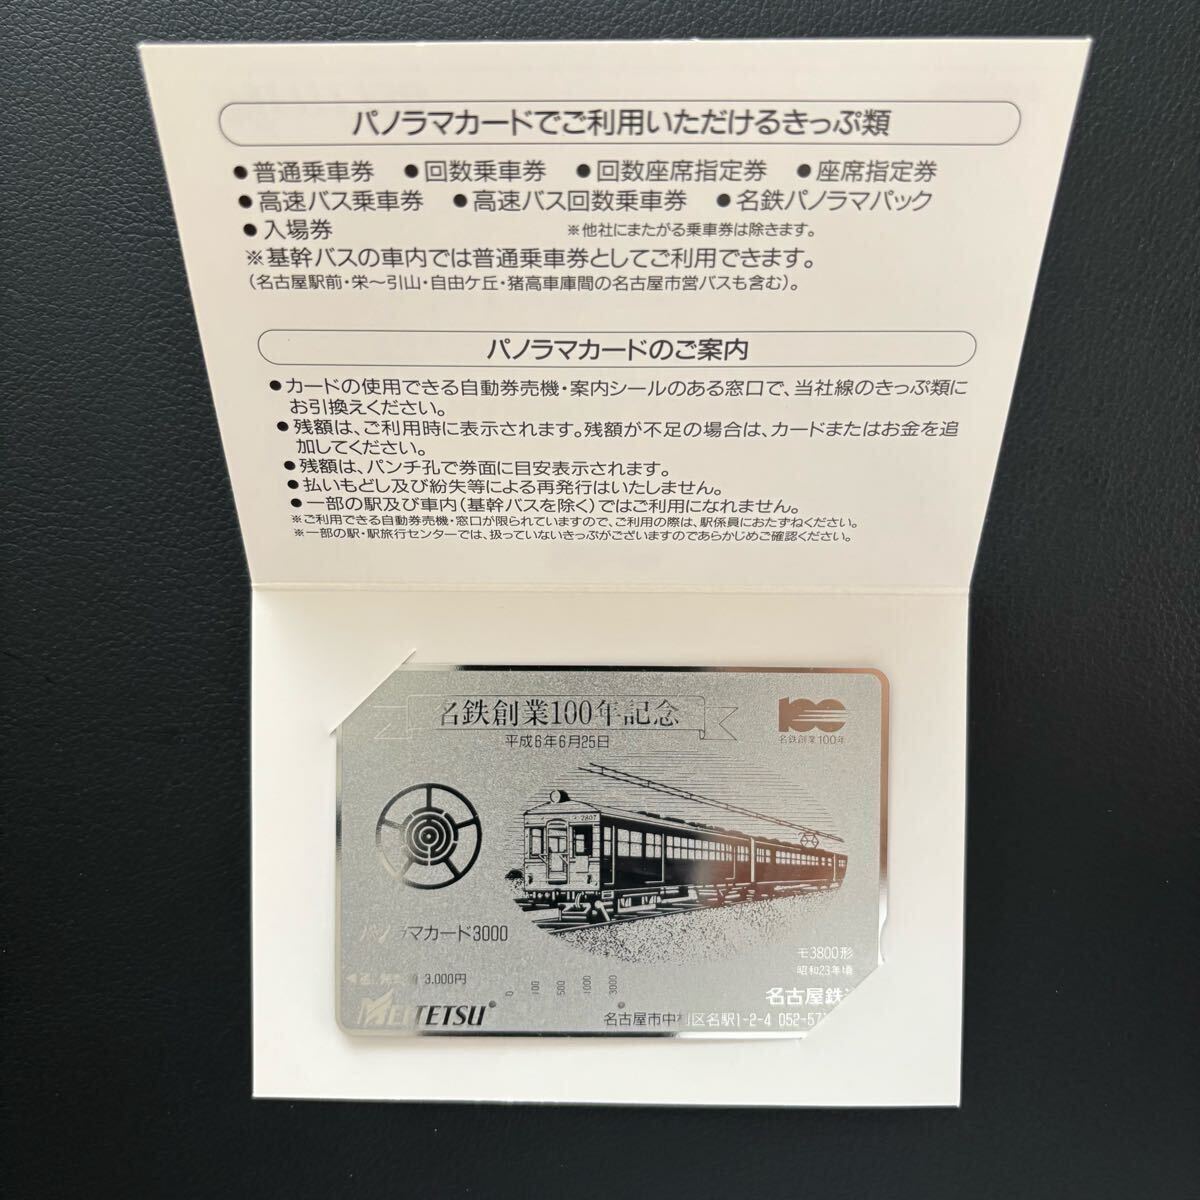 パノラマカードでご利用いただけるきっぷ類
●普通乗車券 ●回数乗車券 ●回数座席指定券 ●座席指定券
●高速バス乗車券 ●高速バス回数乗車券 ●名鉄パノラマパック
●入場券 ※他社にまたがる乗車券は除きます。
※基幹バスの車内では普通乗車券としてご利用できます。
(名古屋駅前・栄〜引山・自由ケ丘・猪高車庫間の名古屋市営バスも含む)。
パノラマカードのご案内
●カードの使用できる自動券売機・案内シールのある窓口で、当社線のきっぷ類に
お引換えください。
●残額は、ご利用時に表示されます。残額が不足の場合は、カードまたはお金を追
加してください。
●残額は、パンチ孔で券面に目安表示されます。
●払いもどし及び紛失等による再発行はいたしません。
●一部の駅及び車内(基幹バスを除く)ではご利用になれません。
※ご利用できる自動券売機・窓口が限られていますので、ご利用の際は、駅係員におたずねください。
※一部の駅・駅旅行センターでは、扱っていないきっぷがございますのであらかじめご確認ください。
名鉄創業100年記念
平成6年6月25日
100
名鉄創業100年
パノラマカード3000
モ3800形
昭和23年頃
3,000円
0 100 500 1000 3000
MEITETSU
名古屋鉄
名古屋市中村区名駅1-2-4 052-57